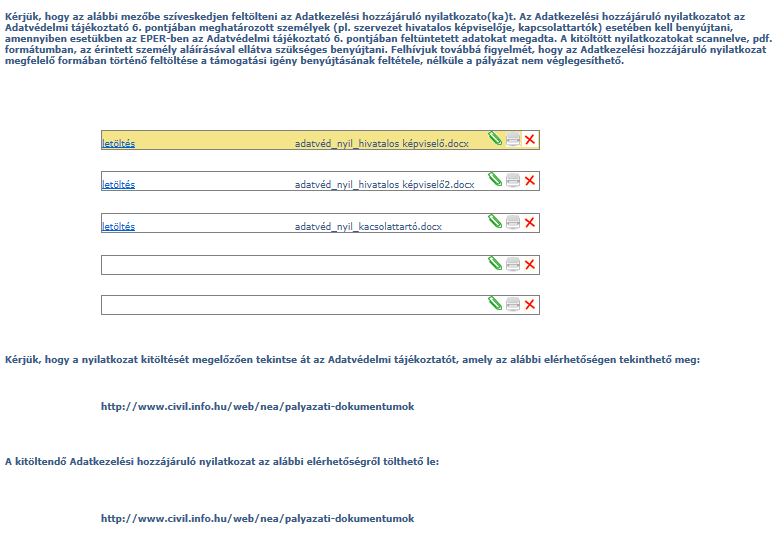 Kérjük, hogy az alábbi mezőbe szíveskedjen feltölteni az Adatkezelési hozzájáruló nyilatkozato(ka)t. Az Adatkezelési hozzájáruló nyilatkozatot az
Adatvédelmi tájékoztató 6. pontjában meghatározott személyek (pl. szervezet hivatalos képviselője, kapcsolattartók) esetében kell benyújtani,
amennyiben esetükben az EPER-ben az Adatvédelmi tájékoztató 6. pontjában feltüntetett adatokat megadta. A kitöltött nyilatkozatokat scannelve, pdf.
formátumban, az érintett személy aláírásával ellátva szükséges benyújtani. Felhívjuk továbbá figyelmét, hogy az Adatkezelési hozzájáruló nyilatkozat
megfelelő formában történő feltöltése a támogatási igény benyújtásának feltétele, nélküle a pályázat nem véglegesíthető.
letöltés adatvéd_nyil_hivatalos képviselő.docx
letöltés adatvéd_nyil_hivatalos képviselő2.docx
letöltés adatvéd_nyil_kacsolattartó.docx
Kérjük, hogy a nyilatkozat kitöltését megelőzően tekintse át az Adatvédelmi tájékoztatót, amely az alábbi elérhetőségen tekinthető meg:
http://www.civil.info.hu/web/nea/palyazati-dokumentumok
A kitöltendő Adatkezelési hozzájáruló nyilatkozat az alábbi elérhetőségről tölthető le:
http://www.civil.info.hu/web/nea/palyazati-dokumentumok